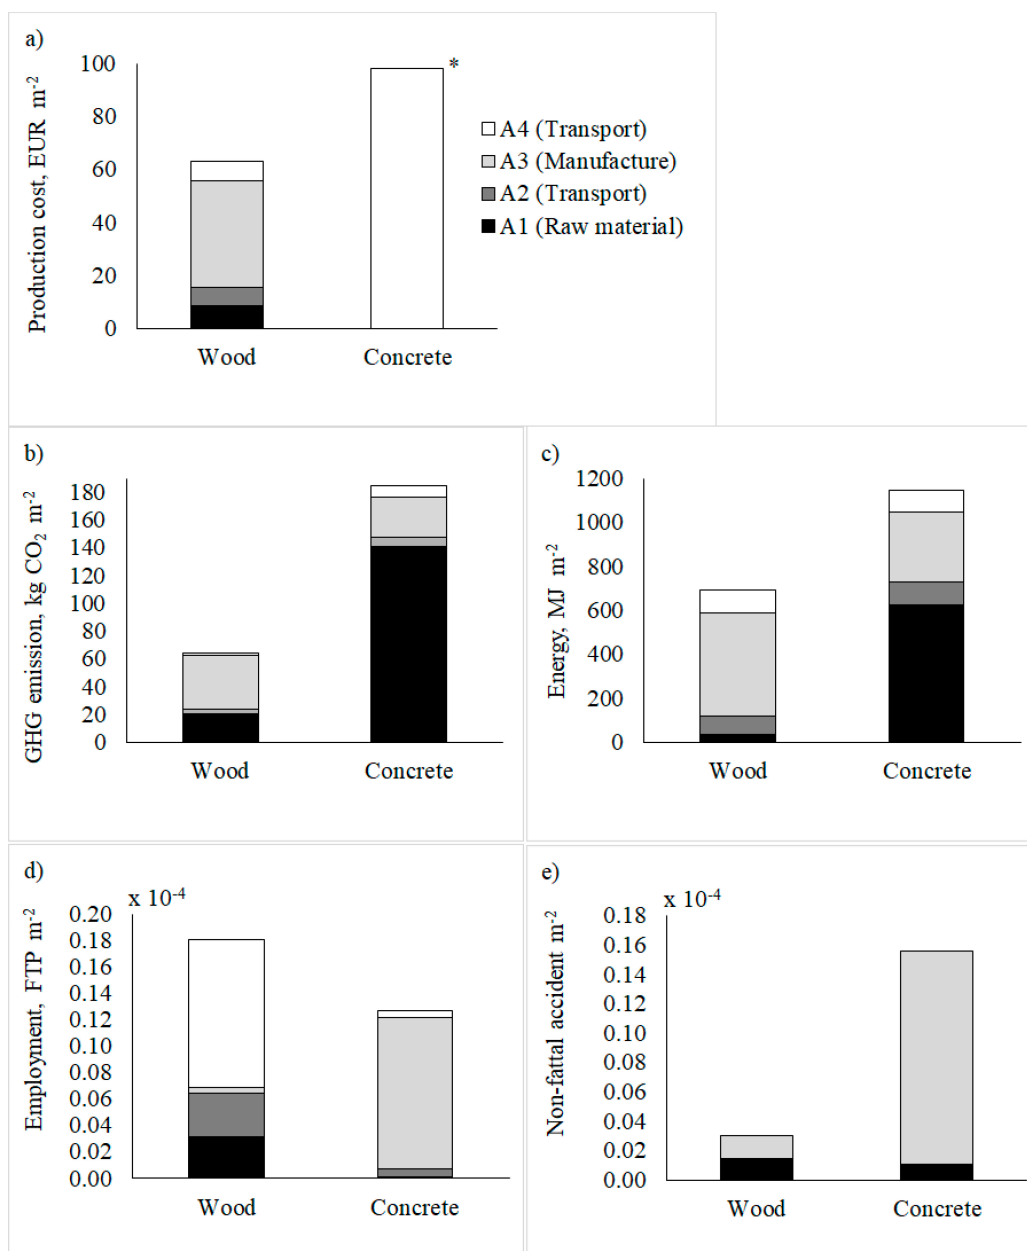 a)
Production cost, EUR m-2
100
80
60
40
20
0
*
A4 (Transport)
A3 (Manufacture)
A2 (Transport)
A1 (Raw material)
Wood Concrete
b)
GHG emission, kg CO2 m-2
180
160
140
120
100
80
60
40
20
0
Wood Concrete
c)
Energy, MJ m-2
1200
1000
800
600
400
200
0
Wood Concrete
d)
x 10-4
Employment, FTP m-2
0.20
0.18
0.16
0.14
0.12
0.10
0.08
0.06
0.04
0.02
0.00
Wood Concrete
e)
x 10-4
Non-fattal accident m-2
0.18
0.16
0.14
0.12
0.10
0.08
0.06
0.04
0.02
0.00
Wood Concrete